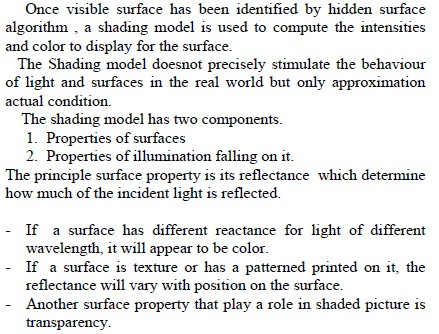 Once visible surface has been identified by hidden surface
algorithm , a shading model is used to compute the intensities
and color to display for the surface.
The Shading model doesnot precisely stimulate the behaviour
of light and surfaces in the real world but only approximation
actual condition.
The shading model has two components.
1. Properties of surfaces
2. Properties of illumination falling on it.
The principle surface property is its reflectance which determine
how much of the incident light is reflected.
- If a surface has different reactance for light of different
wavelength, it will appear to be color.
- If a surface is texture or has a patterned printed on it, the
reflectance will vary with position on the surface.
- Another surface property that play a role in shaded picture is
transparency.